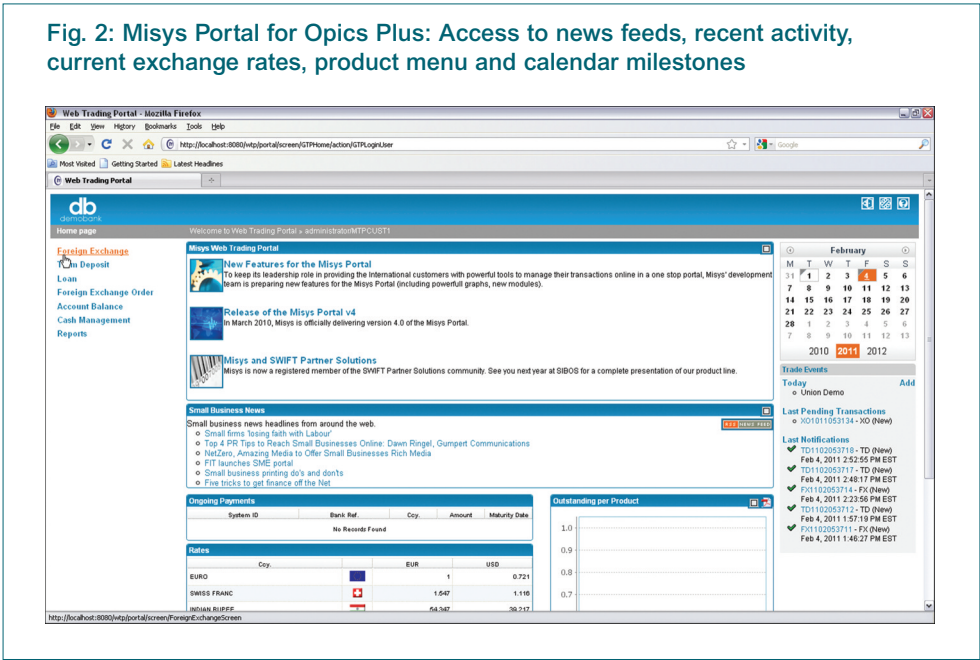 Fig. 2: Misys Portal for Opics Plus: Access to news feeds, recent activity,
current exchange rates, product menu and calendar milestones
Web Trading Portal - Mozilla Firefox
File Edit View History Bookmarks Tools Help
http://localhost:8080/wtp/portal/screen/GTPHome/action/GTPLoginUser
Google
Most Visited Getting Started Latest Headlines
Web Trading Portal
db
demobank
Home page
Welcome to Web Trading Portal » administrator/MTPCUST1
Foreign Exchange
Term Deposit
Loan
Foreign Exchange Order
Account Balance
Cash Management
Reports
Misys Web Trading Portal
New Features for the Misys Portal
To keep its leadership role in providing the International customers with powerful tools to manage their transactions online in a one stop portal, Misys' development
team is preparing new features for the Misys Portal (including powerfull graphs, new modules).
Release of the Misys Portal v4
In March 2010, Misys is officially delivering version 4.0 of the Misys Portal.
Misys and SWIFT Partner Solutions
Misys is now a registered member of the SWIFT Partner Solutions community. See you next year at SIBOS for a complete presentation of our product line.
Small Business News
Small business news headlines from around the web.
RSS NEWS FEED
Small firms 'losing faith with Labour'
Top 4 PR Tips to Reach Small Businesses Online: Dawn Ringel, Gumpert Communications
NetZero, Amazing Media to Offer Small Businesses Rich Media
FIT launches SME portal
Small business printing do's and don'ts
Five tricks to get finance off the Net
Ongoing Payments
System ID Bank Ref. Ccy. Amount Maturity Date
No Records Found
Rates
Ccy. EUR USD
EURO 1 0.721
SWISS FRANC 1.547 1.116
INDIAN RUPEE 54.347 39.217
Outstanding per Product
1.0
0.9
0.8
0.7
February
M T W T F S S
31 1 2 3 4 5 6
7 8 9 10 11 12 13
14 15 16 17 18 19 20
21 22 23 24 25 26 27
28 1 2 3 4 5 6
7 8 9 10 11 12 13
2010 2011 2012
Trade Events
Today Add
Union Demo
Last Pending Transactions
XO1011053134 - XO (New)
Last Notifications
TD1102053718 - TD (New)
Feb 4, 2011 2:52:55 PM EST
TD1102053717 - TD (New)
Feb 4, 2011 2:48:17 PM EST
FX1102053714 - FX (New)
Feb 4, 2011 2:23:56 PM EST
TD1102053712 - TD (New)
Feb 4, 2011 1:57:19 PM EST
FX1102053711 - FX (New)
Feb 4, 2011 1:46:27 PM EST
http://localhost:8080/wtp/portal/screen/ForeignExchangeScreen